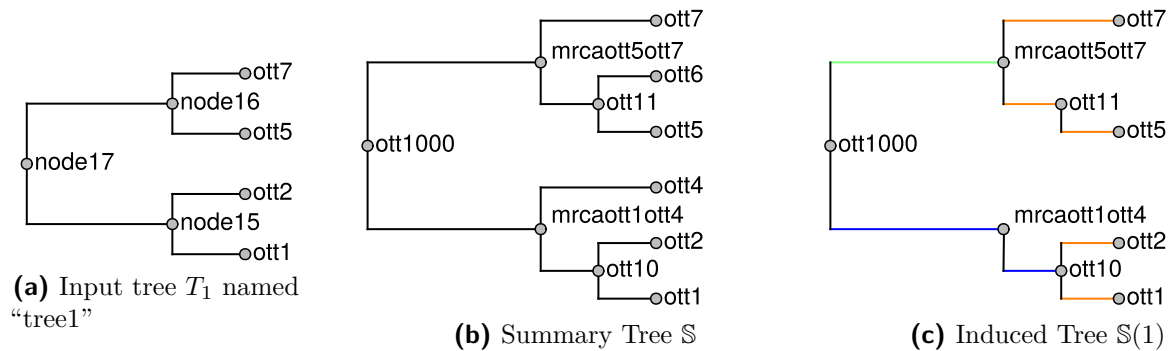 ott7
node16
ott5
node17
ott2
node15
ott1
(a) Input tree T₁ named
“tree1”
ott7
mrcaott5ott7
ott6
ott11
ott5
ott1000
ott4
mrcaott1ott4
ott2
ott10
ott1
(b) Summary Tree 𝕊
ott7
mrcaott5ott7
ott11
ott5
ott1000
mrcaott1ott4
ott2
ott10
ott1
(c) Induced Tree 𝕊(1)